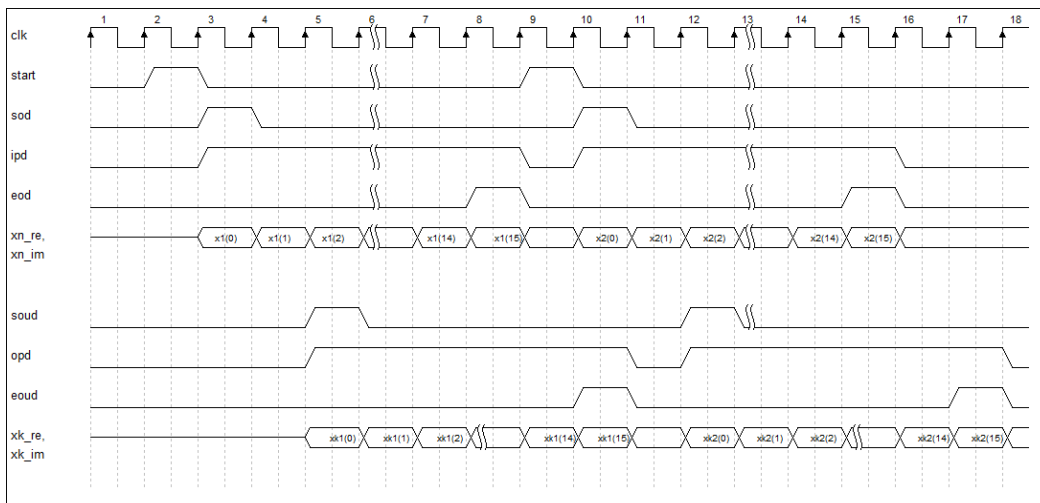 1 2 3 4 5 6 7 8 9 10 11 12 13 14 15 16 17 18
clk
start
sod
ipd
eod
xn_re, x1(0) x1(1) x1(2) x1(14) x1(15) x2(0) x2(1) x2(2) x2(14) x2(15)
xn_im
soud
opd
eoud
xk_re, xk1(0) xk1(1) xk1(2) xk1(14) xk1(15) xk2(0) xk2(1) xk2(2) xk2(14) xk2(15)
xk_im